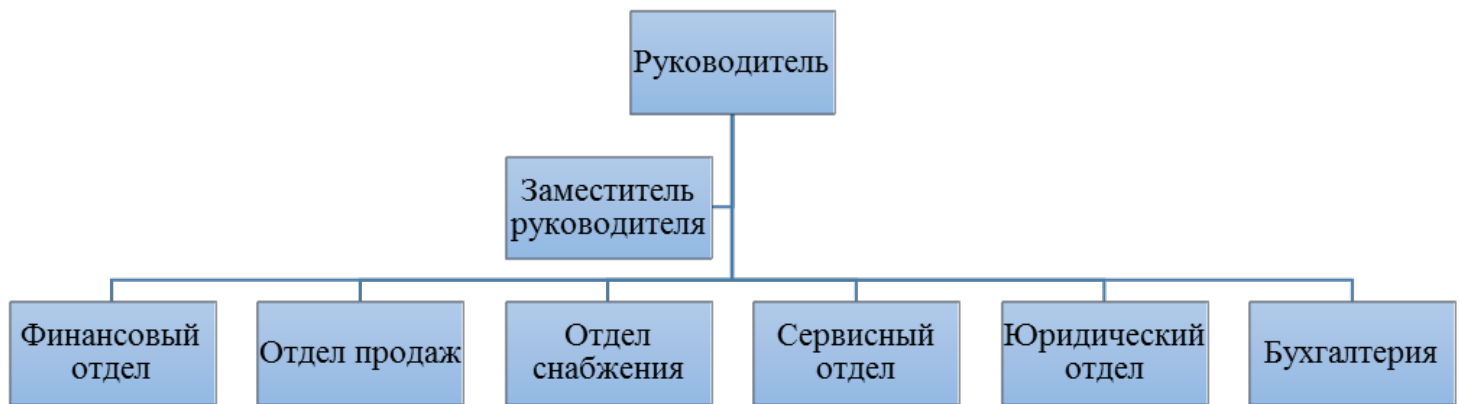 Руководитель
Заместитель
руководителя
Финансовый
отдел
Отдел продаж
Отдел
снабжения
Сервисный
отдел
Юридический
отдел
Бухгалтерия